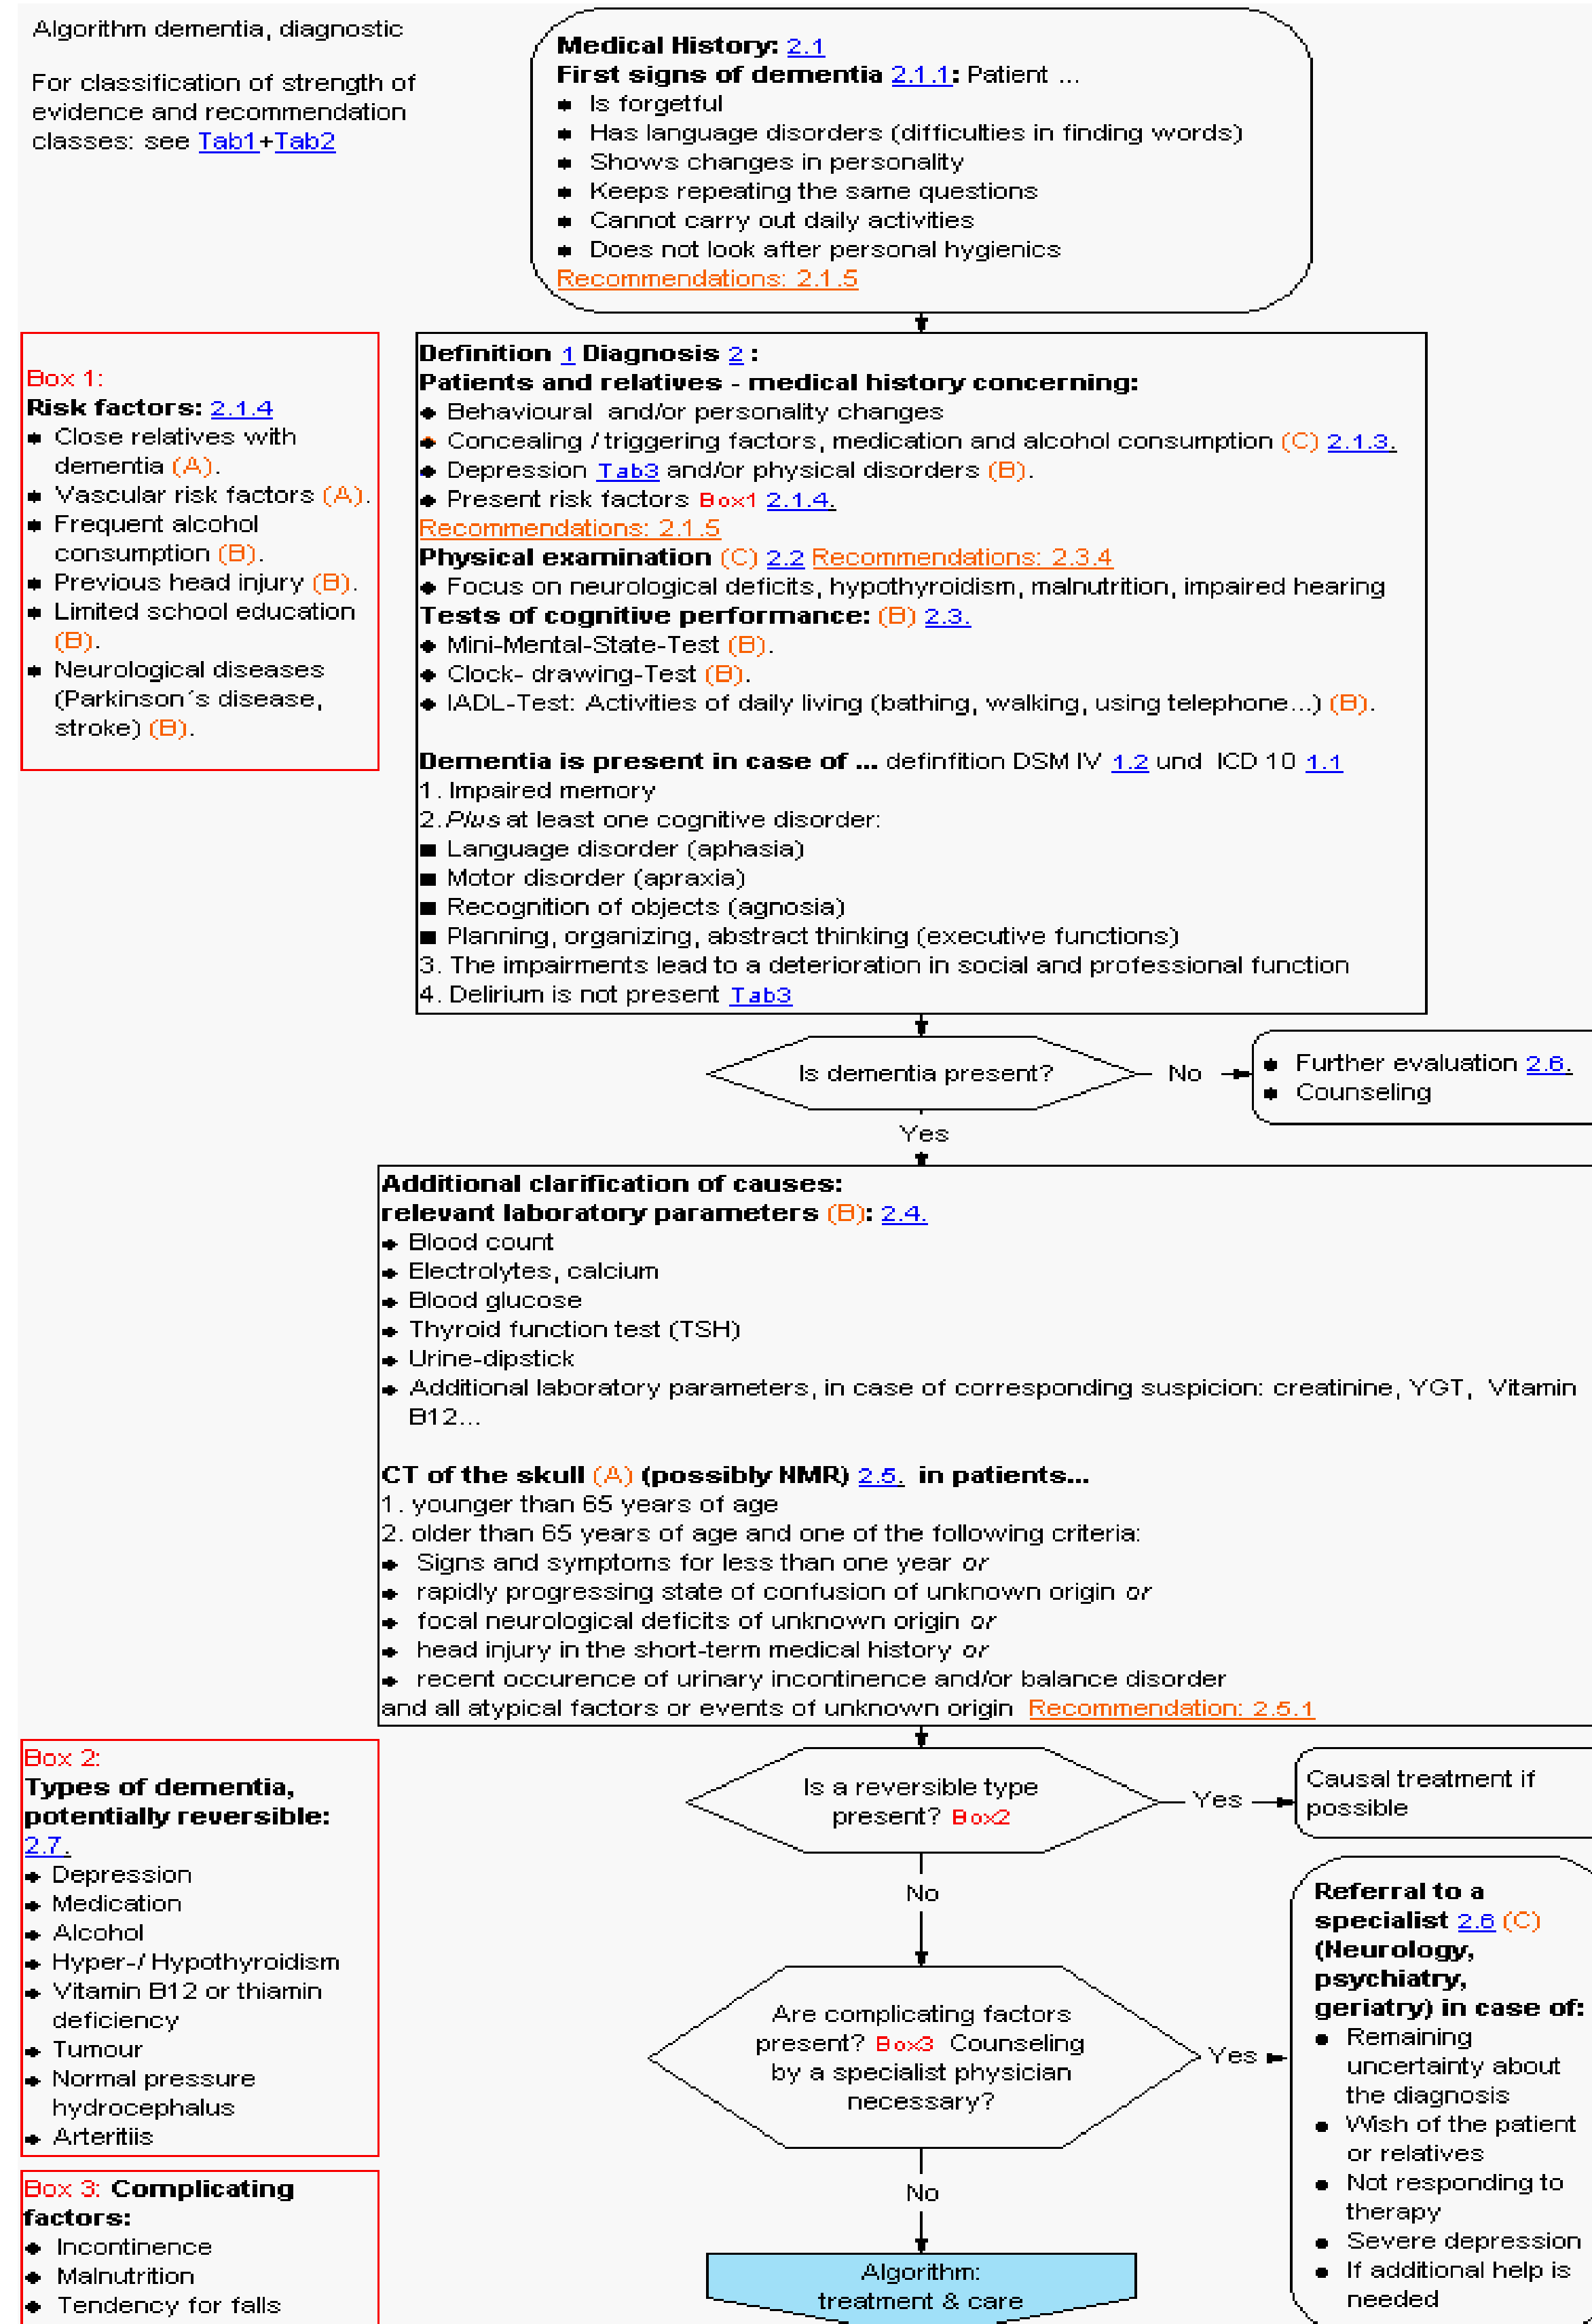 Algorithm dementia, diagnostic
For classification of strength of
evidence and recommendation
classes: see Tab1+Tab2
Medical History: 2.1
First signs of dementia 2.1.1: Patient ...
Is forgetful
Has language disorders (difficulties in finding words)
Shows changes in personality
Keeps repeating the same questions
Cannot carry out daily activities
Does not look after personal hygienics
Recommendations: 2.1.5
Box 1:
Risk factors: 2.1.4
Close relatives with
dementia (A).
Vascular risk factors (A).
Frequent alcohol
consumption (B).
Previous head injury (B).
Limited school education
(B).
Neurological diseases
(Parkinson´s disease,
stroke) (B).
Definition 1 Diagnosis 2 :
Patients and relatives - medical history concerning:
Behavioural and/or personality changes
Concealing / triggering factors, medication and alcohol consumption (C) 2.1.3.
Depression Tab3 and/or physical disorders (B).
Present risk factors Box1 2.1.4.
Recommendations: 2.1.5
Physical examination (C) 2.2 Recommendations: 2.3.4
Focus on neurological deficits, hypothyroidism, malnutrition, impaired hearing
Tests of cognitive performance: (B) 2.3.
Mini-Mental-State-Test (B).
Clock- drawing-Test (B).
IADL-Test: Activities of daily living (bathing, walking, using telephone...) (B).
Dementia is present in case of ... definfition DSM IV 1.2 und ICD 10 1.1
1. Impaired memory
2. Plus at least one cognitive disorder:
Language disorder (aphasia)
Motor disorder (apraxia)
Recognition of objects (agnosia)
Planning, organizing, abstract thinking (executive functions)
3. The impairments lead to a deterioration in social and professional function
4. Delirium is not present Tab3
Is dementia present?
No
Further evaluation 2.6.
Counseling
Yes
Additional clarification of causes:
relevant laboratory parameters (B): 2.4.
Blood count
Electrolytes, calcium
Blood glucose
Thyroid function test (TSH)
Urine-dipstick
Additional laboratory parameters, in case of corresponding suspicion: creatinine, YGT, Vitamin
B12...
CT of the skull (A) (possibly NMR) 2.5. in patients...
1. younger than 65 years of age
2. older than 65 years of age and one of the following criteria:
Signs and symptoms for less than one year or
rapidly progressing state of confusion of unknown origin or
focal neurological deficits of unknown origin or
head injury in the short-term medical history or
recent occurence of urinary incontinence and/or balance disorder
and all atypical factors or events of unknown origin Recommendation: 2.5.1
Box 2:
Types of dementia,
potentially reversible:
2.7.
Depression
Medication
Alcohol
Hyper-/ Hypothyroidism
Vitamin B12 or thiamin
deficiency
Tumour
Normal pressure
hydrocephalus
Arteritiis
Is a reversible type
present? Box2
Yes
Causal treatment if
possible
No
Are complicating factors
present? Box3 Counseling
by a specialist physician
necessary?
Yes
Referral to a
specialist 2.6 (C)
(Neurology,
psychiatry,
geriatry) in case of:
Remaining
uncertainty about
the diagnosis
Wish of the patient
or relatives
Not responding to
therapy
Severe depression
If additional help is
needed
No
Box 3: Complicating
factors:
Incontinence
Malnutrition
Tendency for falls
Algorithm:
treatment & care